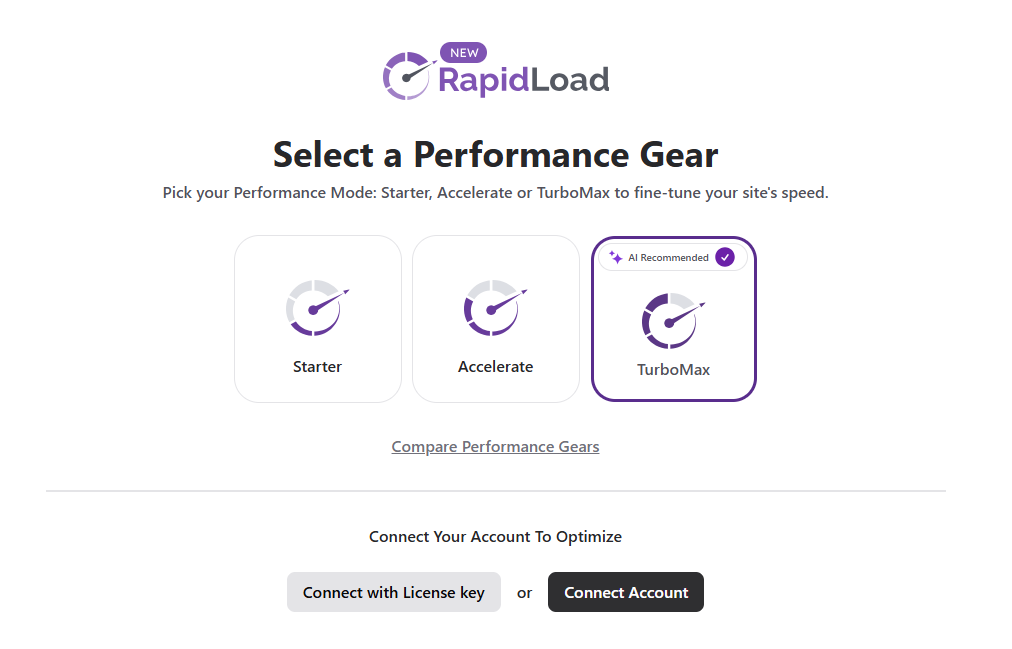 NEW
RapidLoad
Select a Performance Gear
Pick your Performance Mode: Starter, Accelerate or TurboMax to fine-tune your site's speed.
AI Recommended
Starter
Accelerate
TurboMax
Compare Performance Gears
Connect Your Account To Optimize
Connect with License key or Connect Account